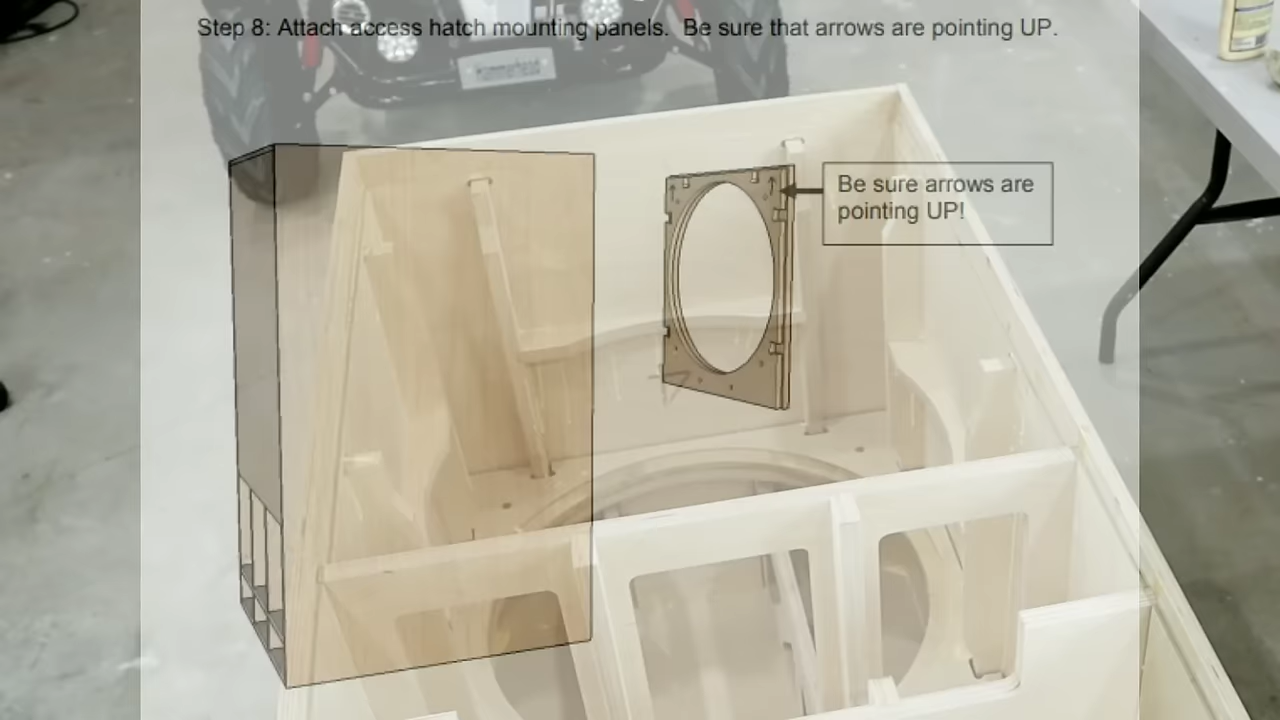 Step 8: Attach access hatch mounting panels.  Be sure that arrows are pointing UP.
Be sure arrows are
pointing UP!